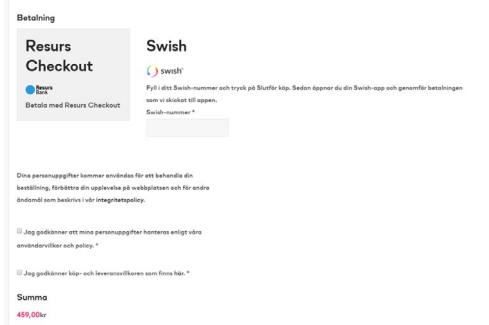 Betalning
Resurs
Checkout
Resurs
Bank
Betala med Resurs Checkout
Swish
swish
Fyll i ditt Swish-nummer och tryck på Slutför köp. Sedan öppnar du din Swish-app och genomför betalningen
som vi skickat till appen.
Swish-nummer *
Dina personuppgifter kommer användas för att behandla din
beställning, förbättra din upplevelse på webbplatsen och för andra
ändamål som beskrivs i vår integritetspolicy.
Jag godkänner att mina personuppgifter hanteras enligt våra
användarvillkor och policy. *
Jag godkänner köp- och leveransvillkoren som finns här. *
Summa
459,00kr